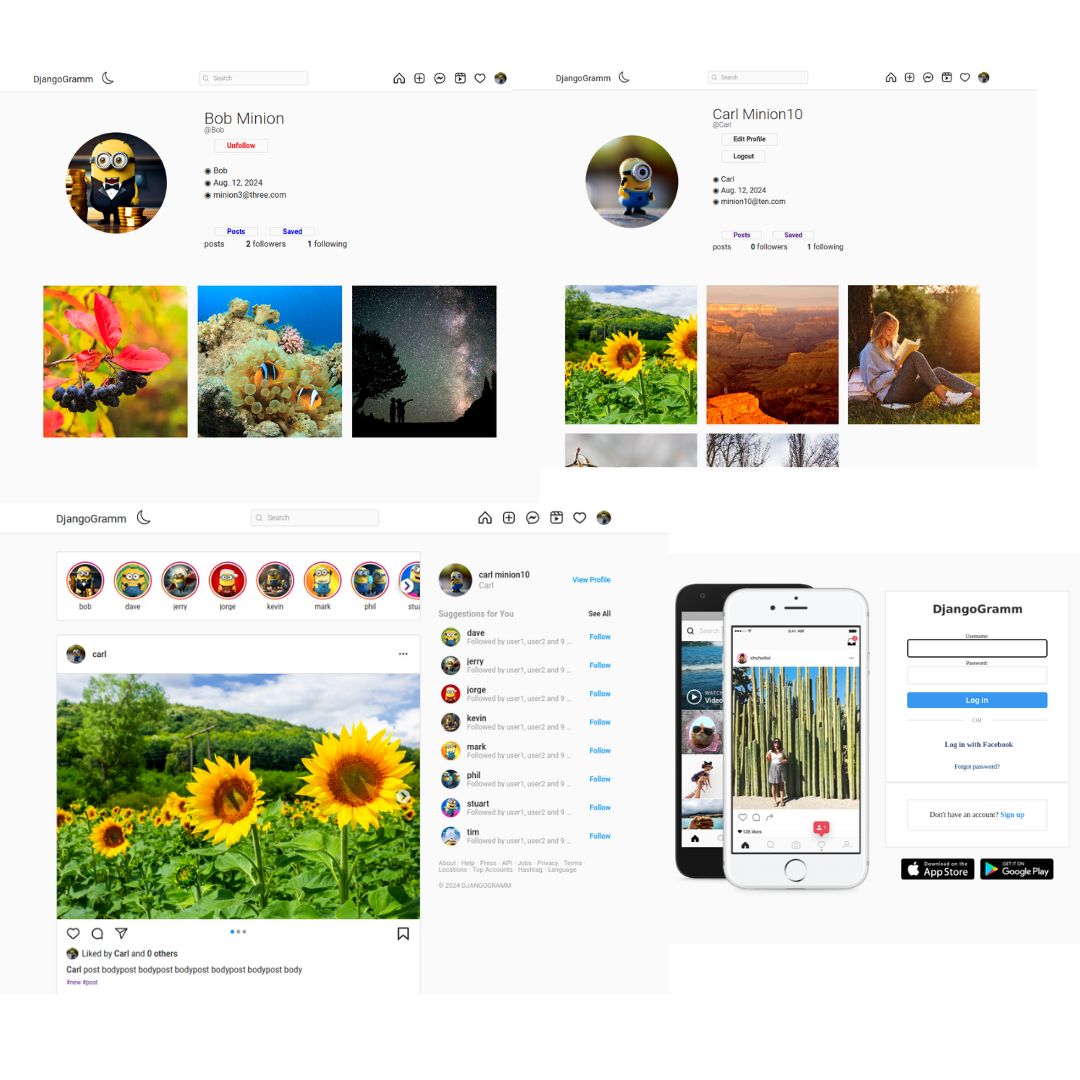 DjangoGramm
Search
Bob Minion
@Bob
Unfollow
Bob
Aug. 12, 2024
minion3@three.com
Posts Saved
posts 2 followers 1 following
DjangoGramm
Search
Carl Minion10
@Carl
Edit Profile
Logout
Carl
Aug. 12, 2024
minion10@ten.com
Posts Saved
posts 0 followers 1 following
DjangoGramm
Search
bob dave jerry jorge kevin mark phil stua
carl
Liked by Carl and 0 others
Carl post bodypost bodypost bodypost bodypost bodypost body
#new #post
carl minion10
Carl
View Profile
Suggestions for You See All
dave
Followed by user1, user2 and 9 ...
Follow
jerry
Followed by user1, user2 and 9 ...
Follow
jorge
Followed by user1, user2 and 9 ...
Follow
kevin
Followed by user1, user2 and 9 ...
Follow
mark
Followed by user1, user2 and 9 ...
Follow
phil
Followed by user1, user2 and 9 ...
Follow
stuart
Followed by user1, user2 and 9 ...
Follow
tim
Followed by user1, user2 and 9 ...
Follow
About · Help · Press · API · Jobs · Privacy · Terms ·
Locations · Top Accounts · Hashtag · Language
© 2024 DJANGOGRAMM
Search
WATCH
Video
9:41 AM
chchoitoi
128 likes
1
DjangoGramm
Username:
Password:
Log in
OR
Log in with Facebook
Forgot password?
Don't have an account? Sign up
Download on the
App Store
GET IT ON
Google Play